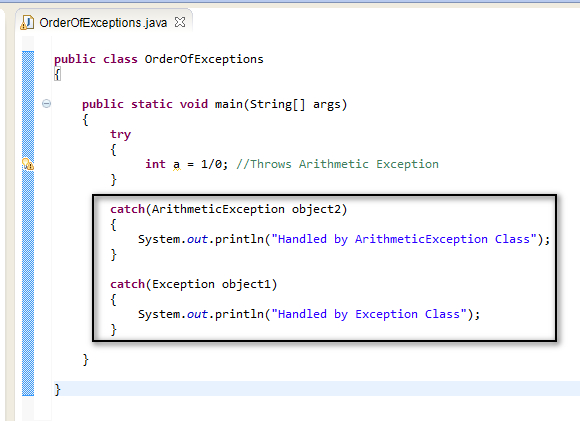 OrderOfExceptions.java
public class OrderOfExceptions
{
public static void main(String[] args)
{
try
{
int a = 1/0; //Throws Arithmetic Exception
}
catch(ArithmeticException object2)
{
System.out.println("Handled by ArithmeticException Class");
}
catch(Exception object1)
{
System.out.println("Handled by Exception Class");
}
}
}